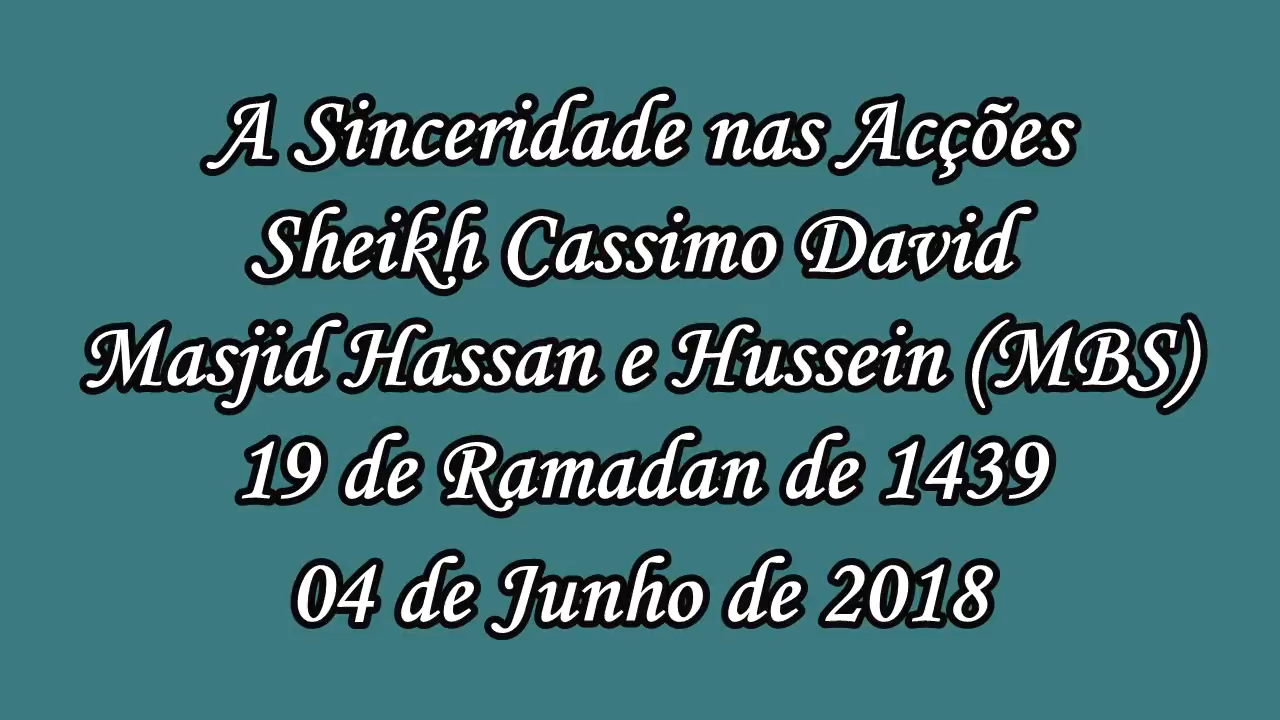 A Sinceridade nas Acções
Sheikh Cassimo David
Masjid Hassan e Hussein (MBS)
19 de Ramadan de 1439
04 de Junho de 2018